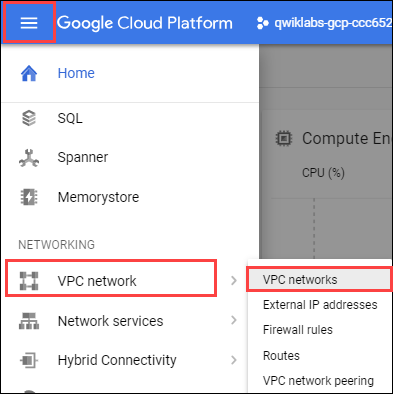 Google Cloud Platform
qwiklabs-gcp-ccc652
Home
SQL
Spanner
Memorystore
NETWORKING
VPC network
Network services
Hybrid Connectivity
Compute En
CPU (%)
VPC networks
External IP addresses
Firewall rules
Routes
VPC network peering